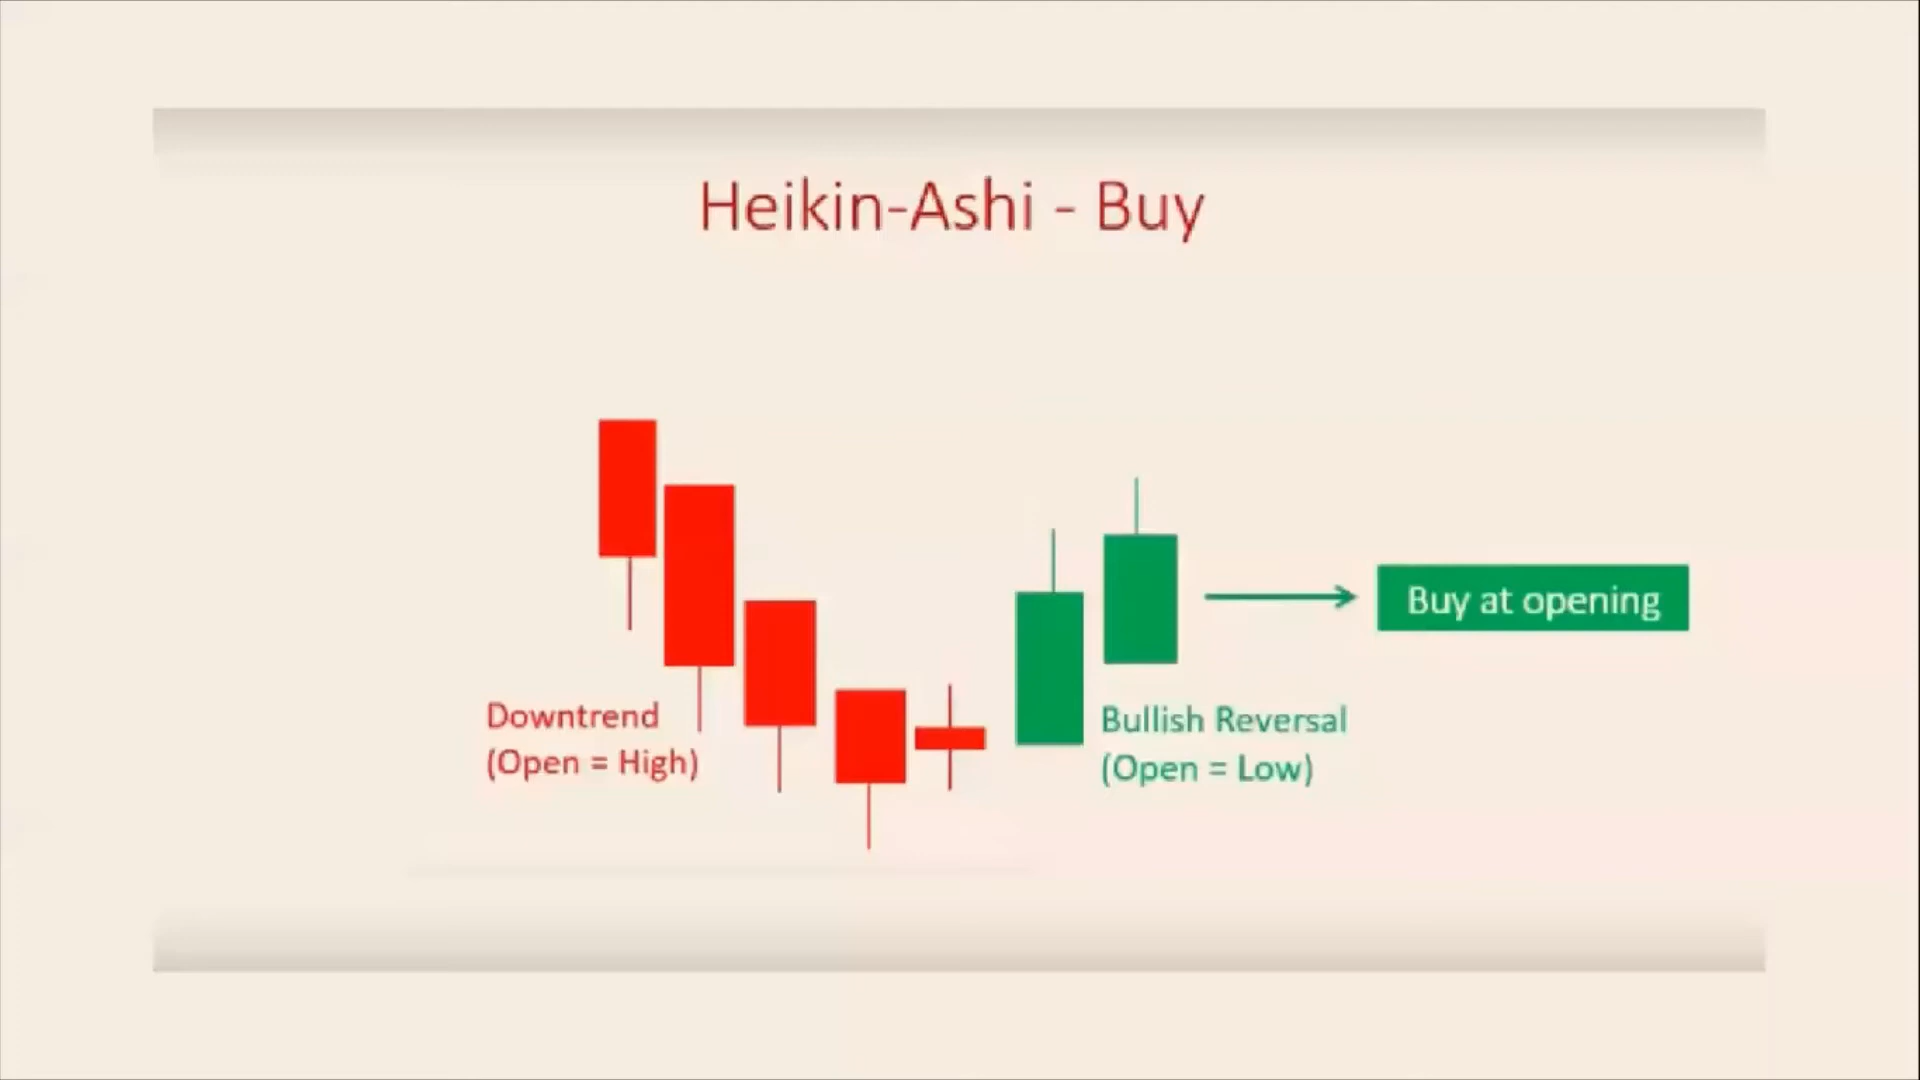 Heikin-Ashi - Buy
Buy at opening
Downtrend
(Open = High)
Bullish Reversal
(Open = Low)